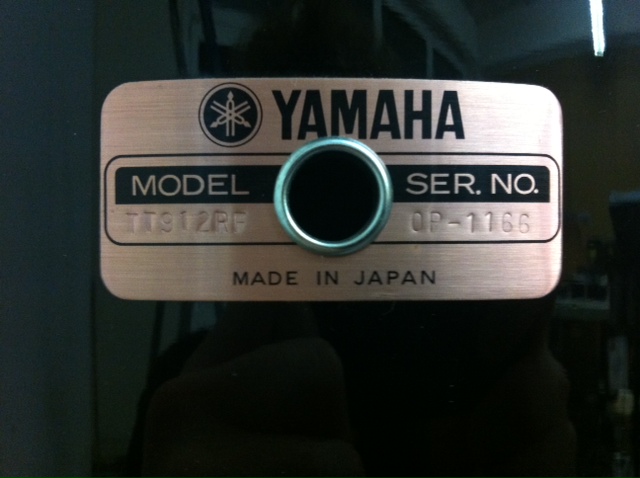 YAMAHA
MODEL SER. NO.
TT912RF OP-1166
MADE IN JAPAN